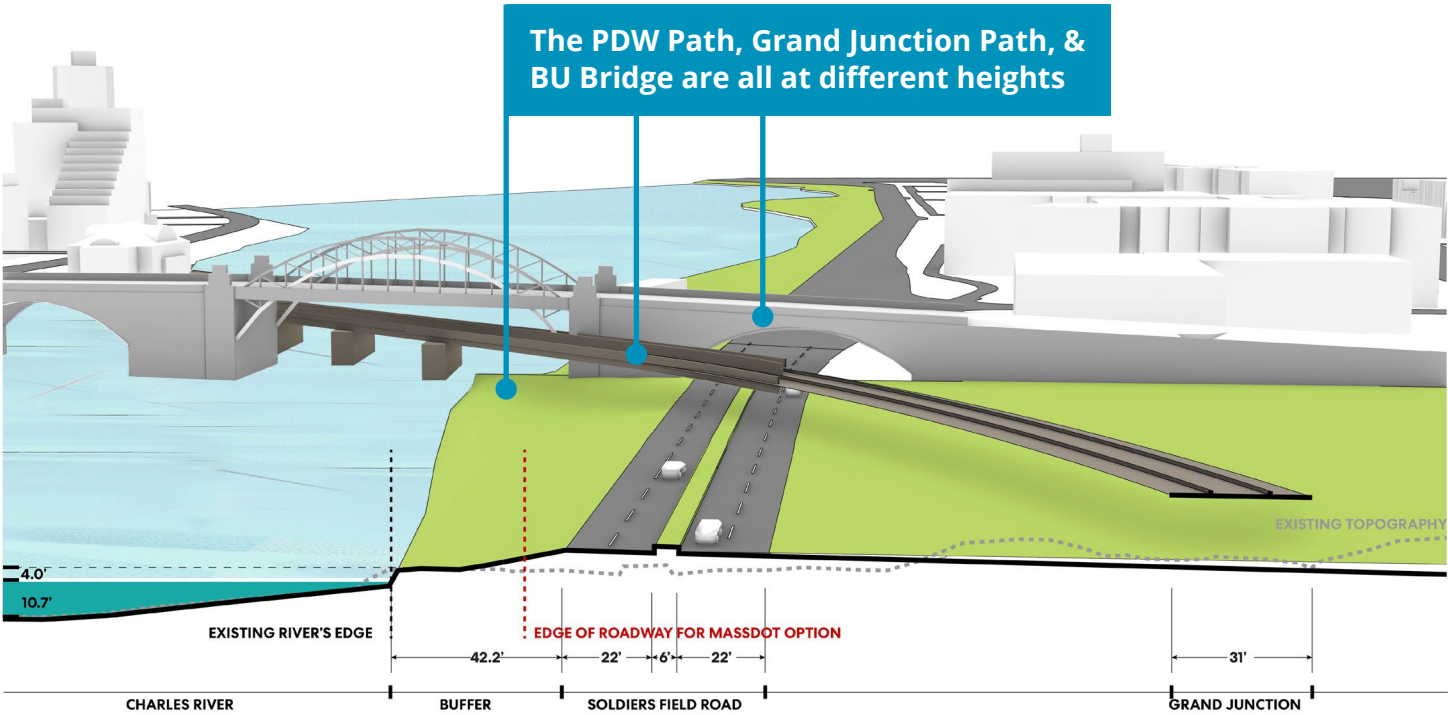 The PDW Path, Grand Junction Path, &
BU Bridge are all at different heights
EXISTING TOPOGRAPHY
4.0'
10.7'
EXISTING RIVER'S EDGE
EDGE OF ROADWAY FOR MASSDOT OPTION
42.2'
22'
6'
22'
31'
CHARLES RIVER
BUFFER
SOLDIERS FIELD ROAD
GRAND JUNCTION